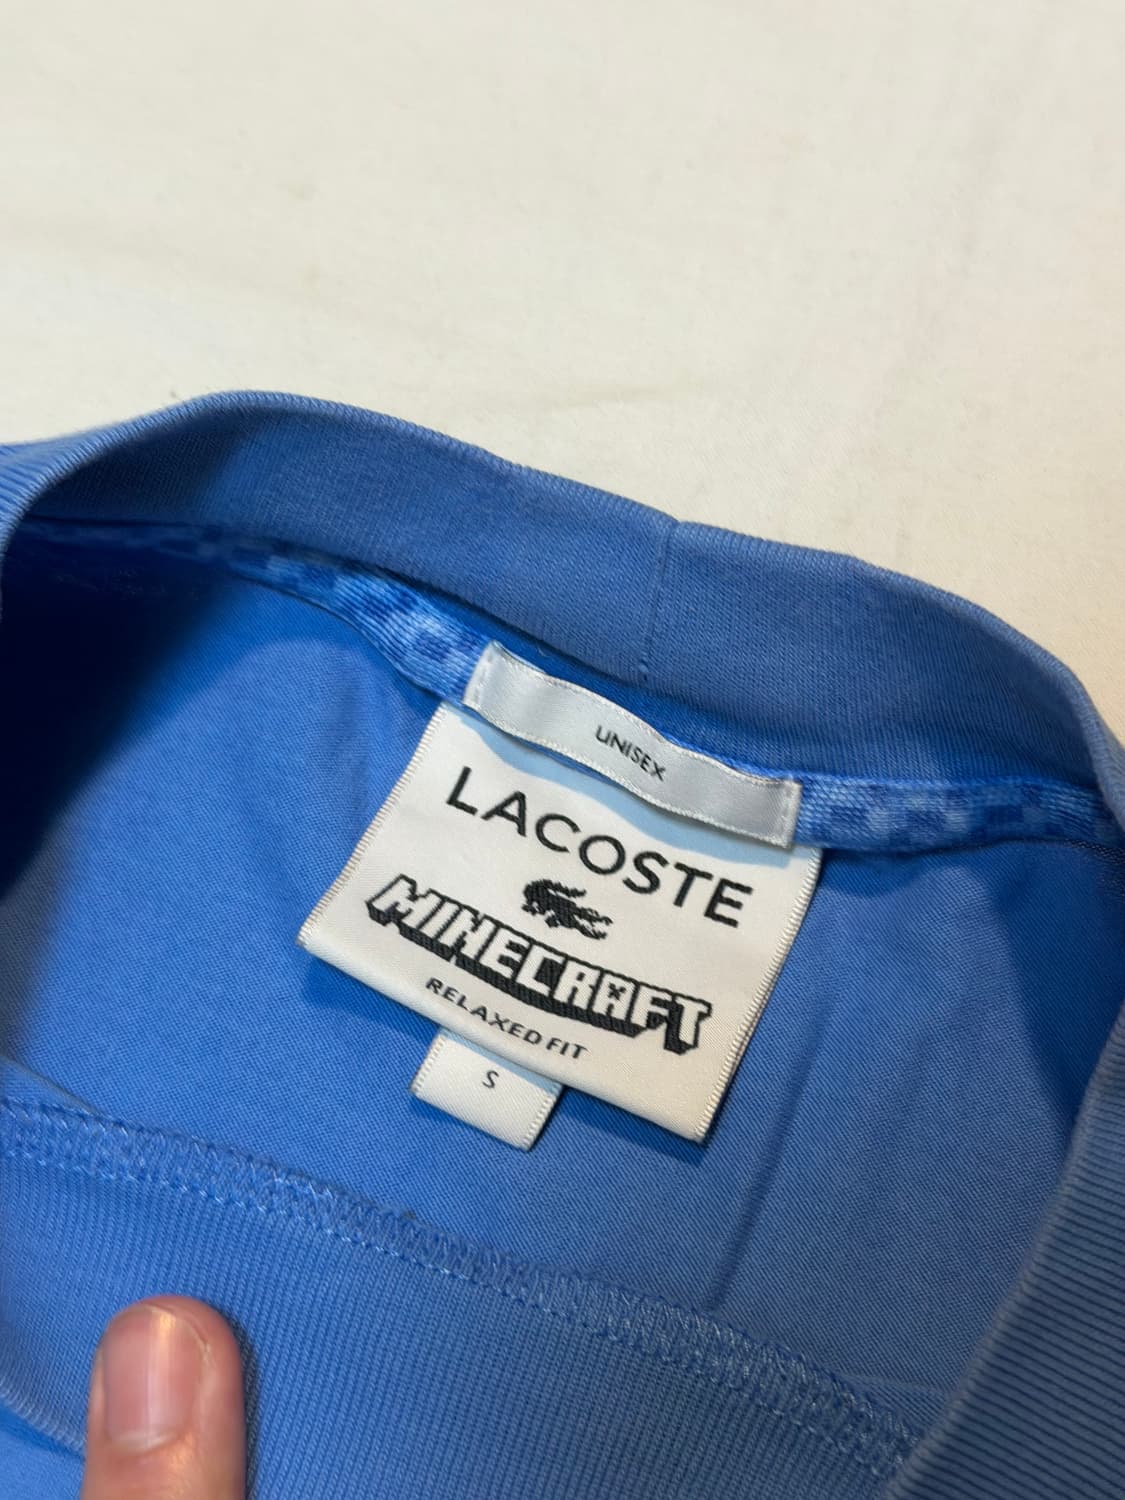 UNISEX
LACOSTE
MINECRAFT
RELAXED FIT
S